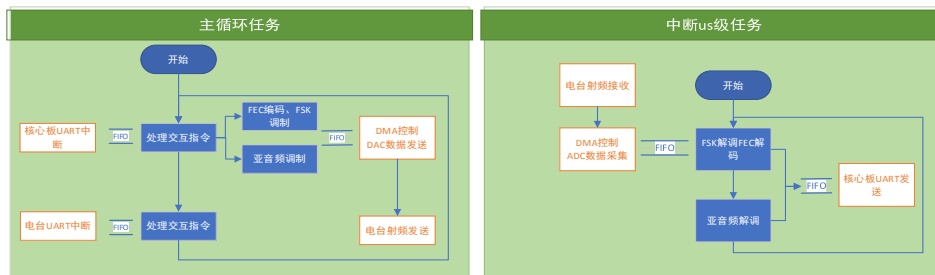 主循环任务
开始
FEC编码、FSK
调制
核心板UART中
断
FIFO
处理交互指令
FIFO
DMA控制
DAC数据发送
亚音频调制
电台UART中断
FIFO
处理交互指令
电台射频发送
中断us级任务
电台射频接收
开始
DMA控制
ADC数据采集
FIFO
FSK解调FEC解
码
FIFO
核心板UART发
送
亚音频解调